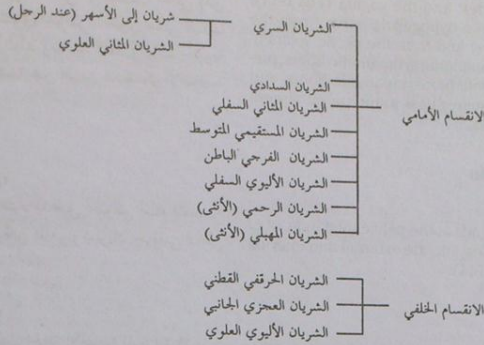 الشريان السري
شريان إلى الأسهر (عند الرجل)
الشريان المثاني العلوي
الشريان السدادي
الانقسام الأمامي
الشريان المثاني السفلي
الشريان المستقيمي المتوسط
الشريان الفرجي الباطن
الشريان الأليوي السفلي
الشريان الرحمي (الأنثى)
الشريان المهبلي (الأنثى)
الشريان الحرقفي القطني
الانقسام الخلفي
الشريان العجزي الجانبي
الشريان الأليوي العلوي